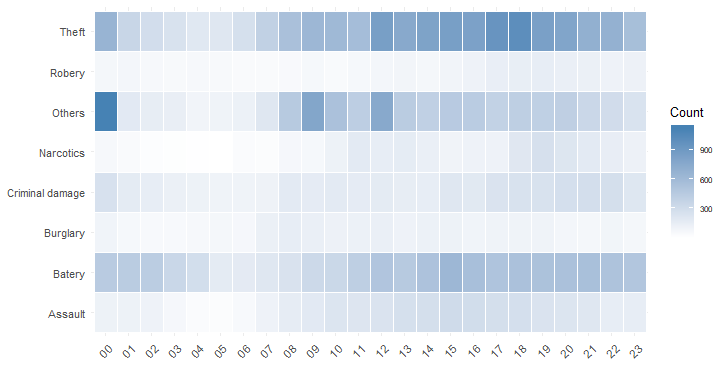 Theft
Robery
Others
Narcotics
Criminal damage
Burglary
Batery
Assault
00 01 02 03 04 05 06 07 08 09 10 11 12 13 14 15 16 17 18 19 20 21 22 23
Count
900
600
300